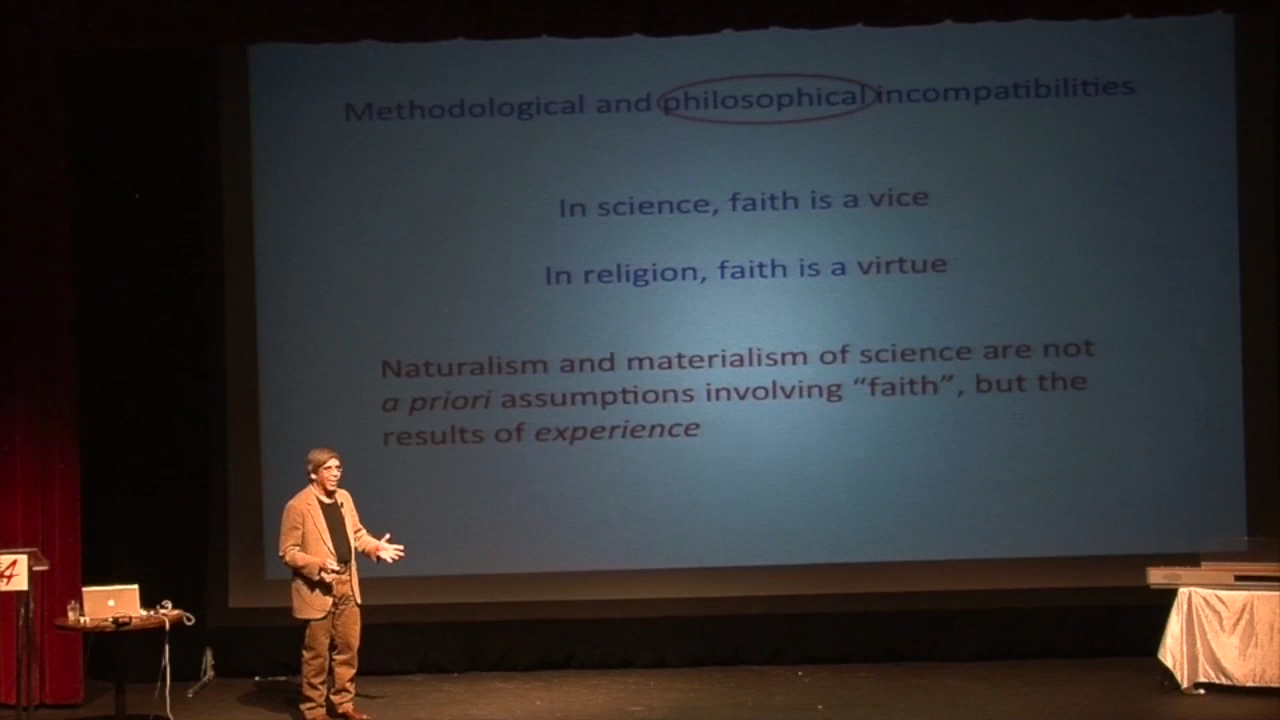 Methodological and philosophical incompatibilities
In science, faith is a vice
In religion, faith is a virtue
Naturalism and materialism of science are not
a priori assumptions involving “faith”, but the
results of experience
A